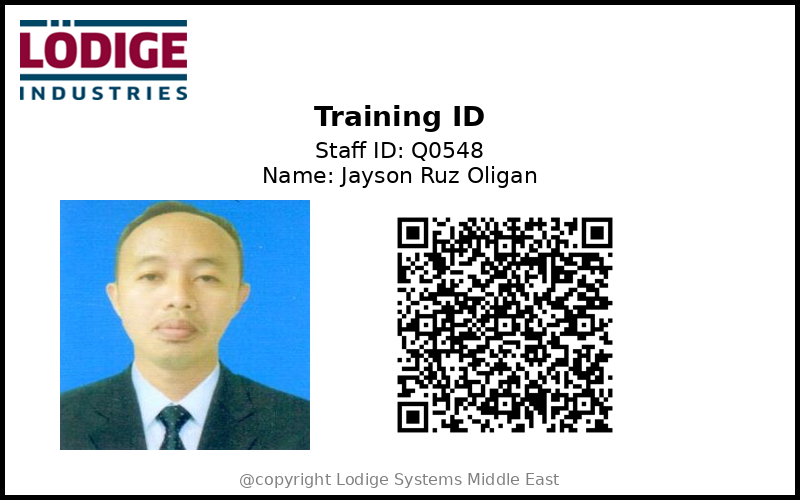 LÖDIGE
INDUSTRIES
Training ID
Staff ID: Q0548
Name: Jayson Ruz Oligan
@copyright Lodige Systems Middle East